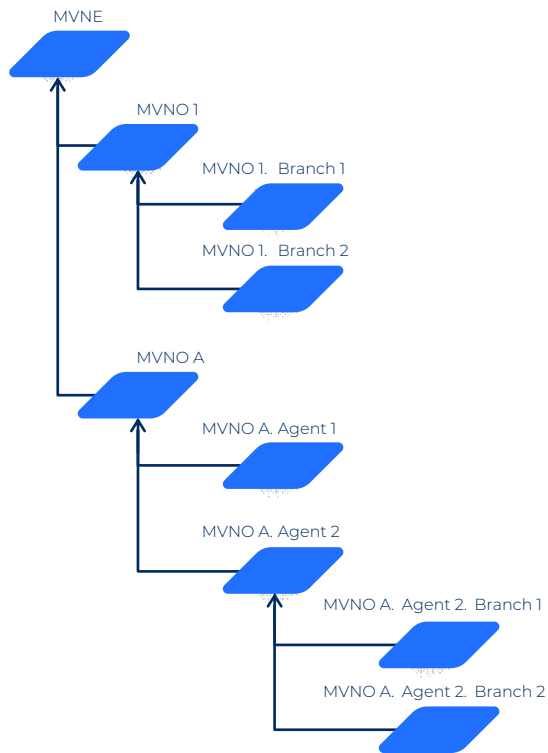 MVNE
MVNO 1
MVNO 1. Branch 1
MVNO 1. Branch 2
MVNO A
MVNO A. Agent 1
MVNO A. Agent 2
MVNO A. Agent 2. Branch 1
MVNO A. Agent 2. Branch 2